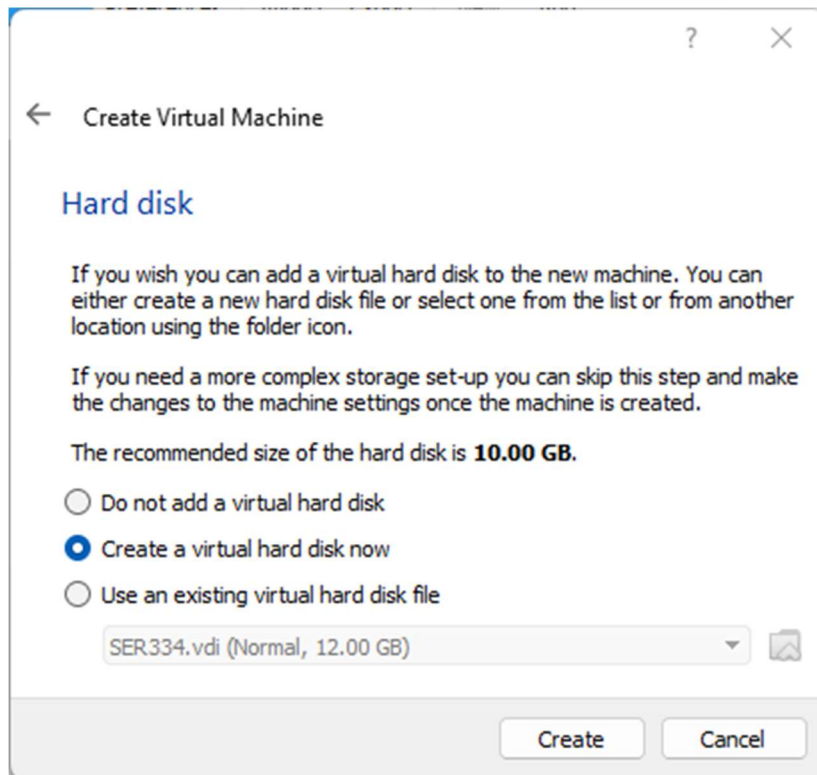 ?
Create Virtual Machine
Hard disk
If you wish you can add a virtual hard disk to the new machine. You can
either create a new hard disk file or select one from the list or from another
location using the folder icon.
If you need a more complex storage set-up you can skip this step and make
the changes to the machine settings once the machine is created.
The recommended size of the hard disk is 10.00 GB.
Do not add a virtual hard disk
Create a virtual hard disk now
Use an existing virtual hard disk file
SER334.vdi (Normal, 12.00 GB)
Create
Cancel